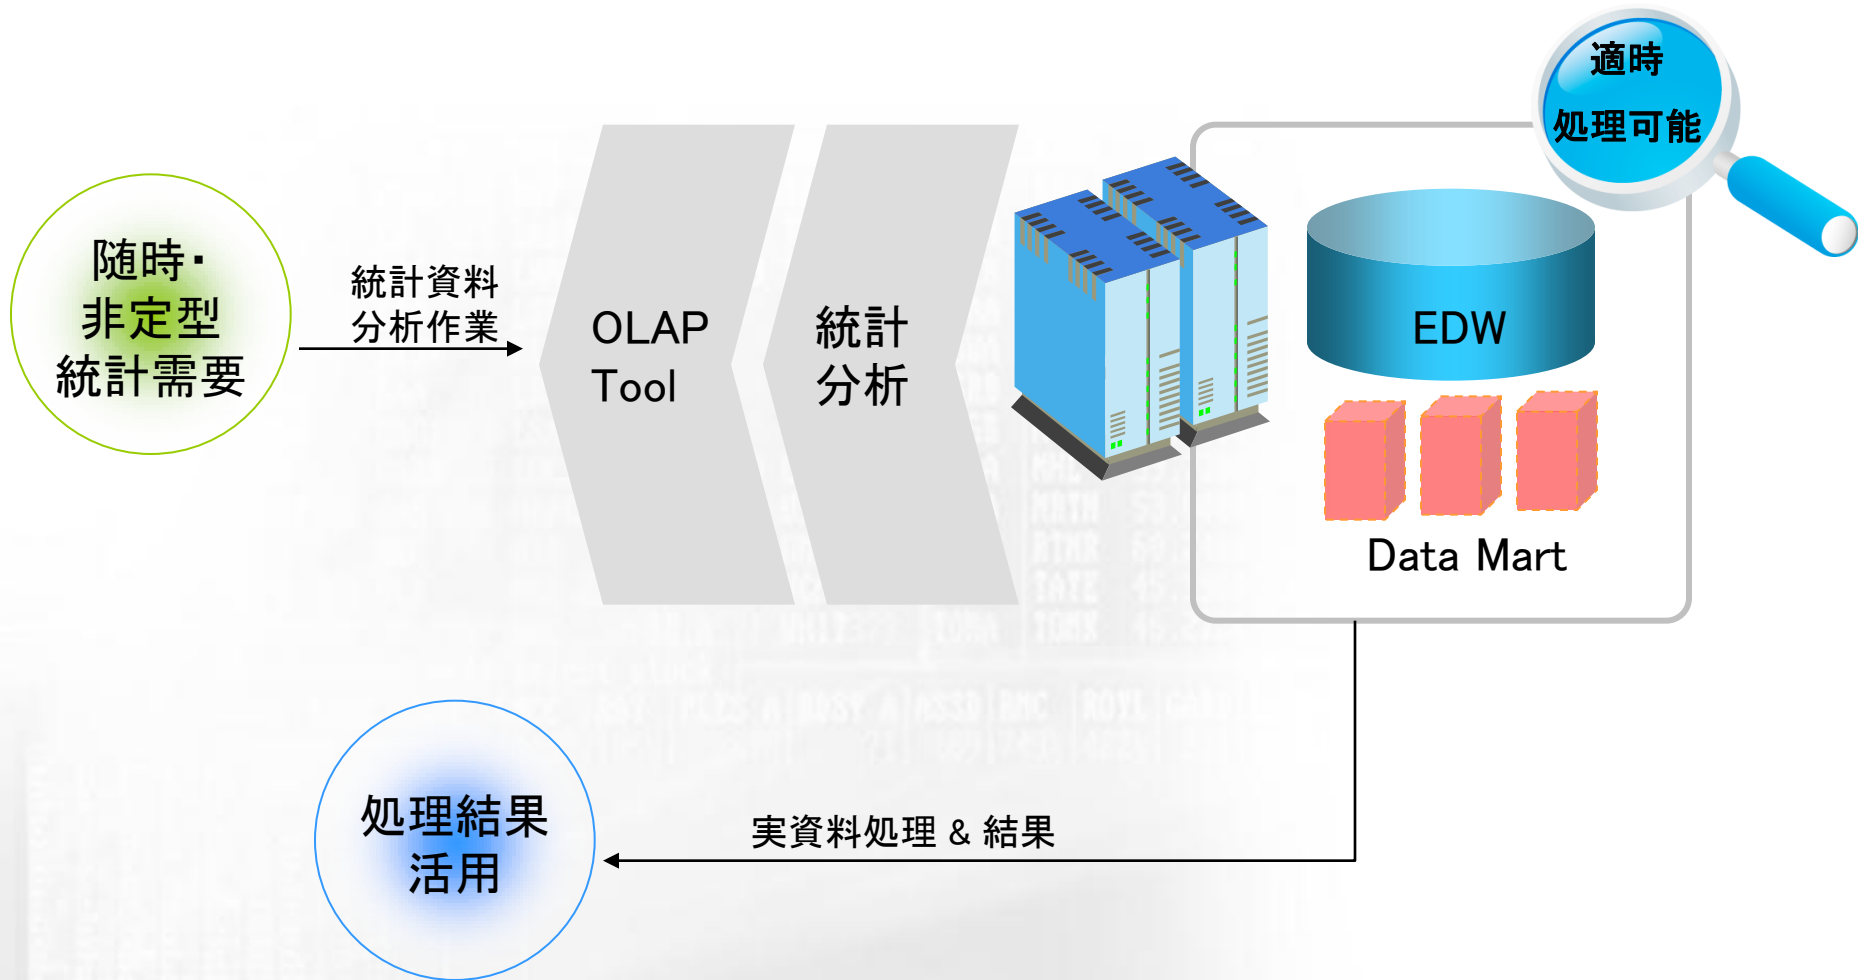 適時
処理可能
随時・
非定型
統計需要
統計資料
分析作業
OLAP
Tool
統計
分析
EDW
Data Mart
処理結果
活用
実資料処理 & 結果